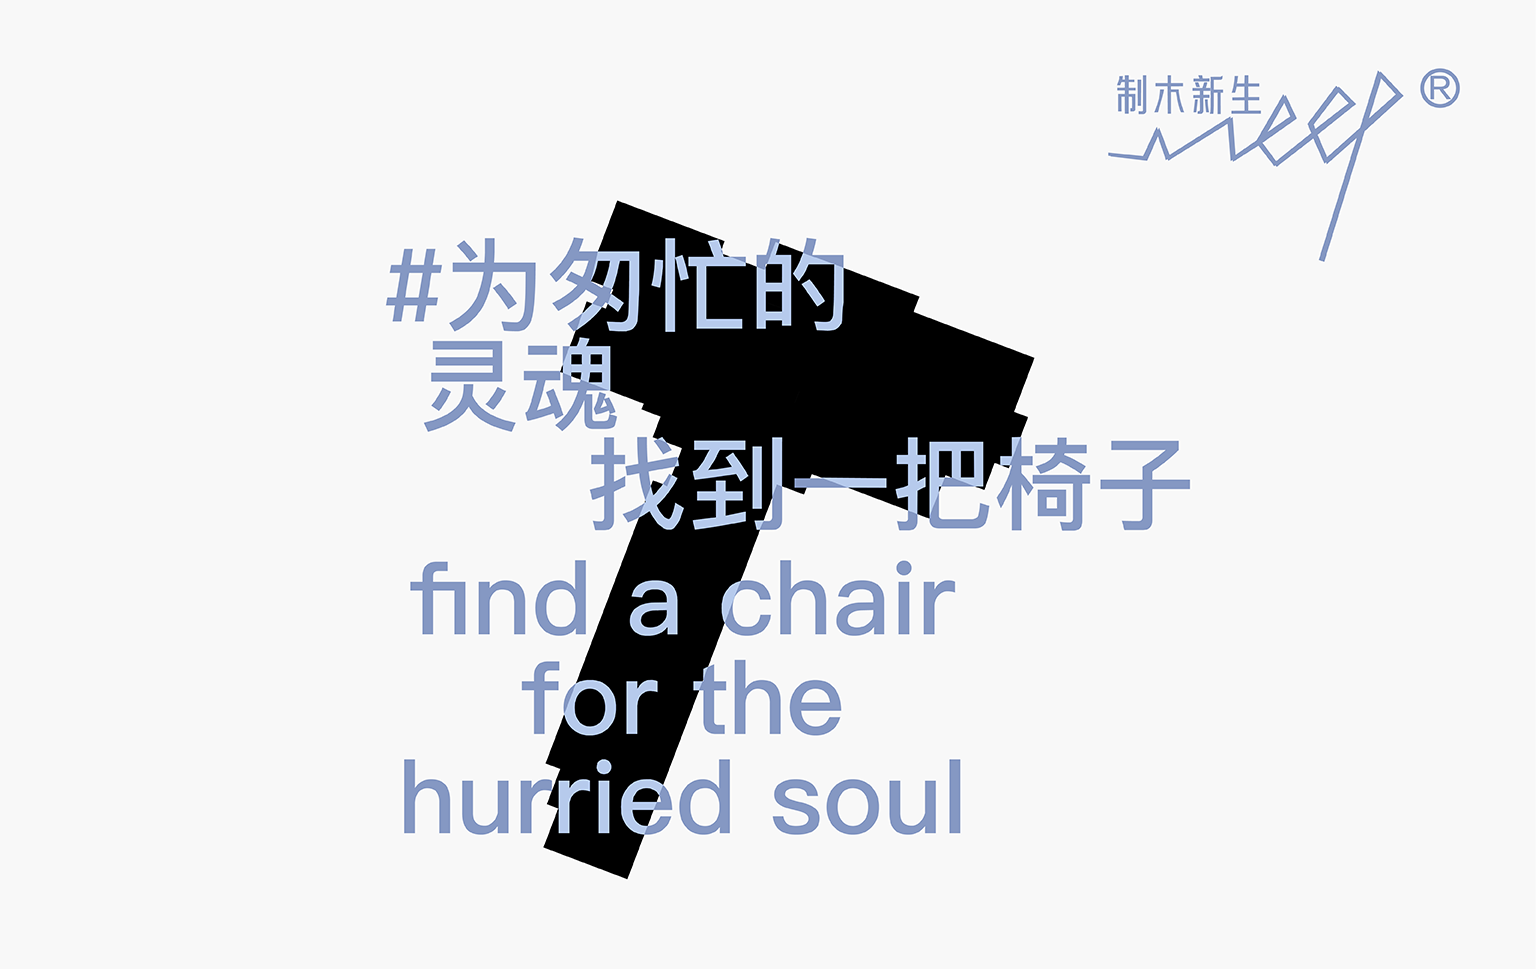 制木新生
meep®
#为匆忙的
灵魂
找到一把椅子
find a chair
for the
hurried soul